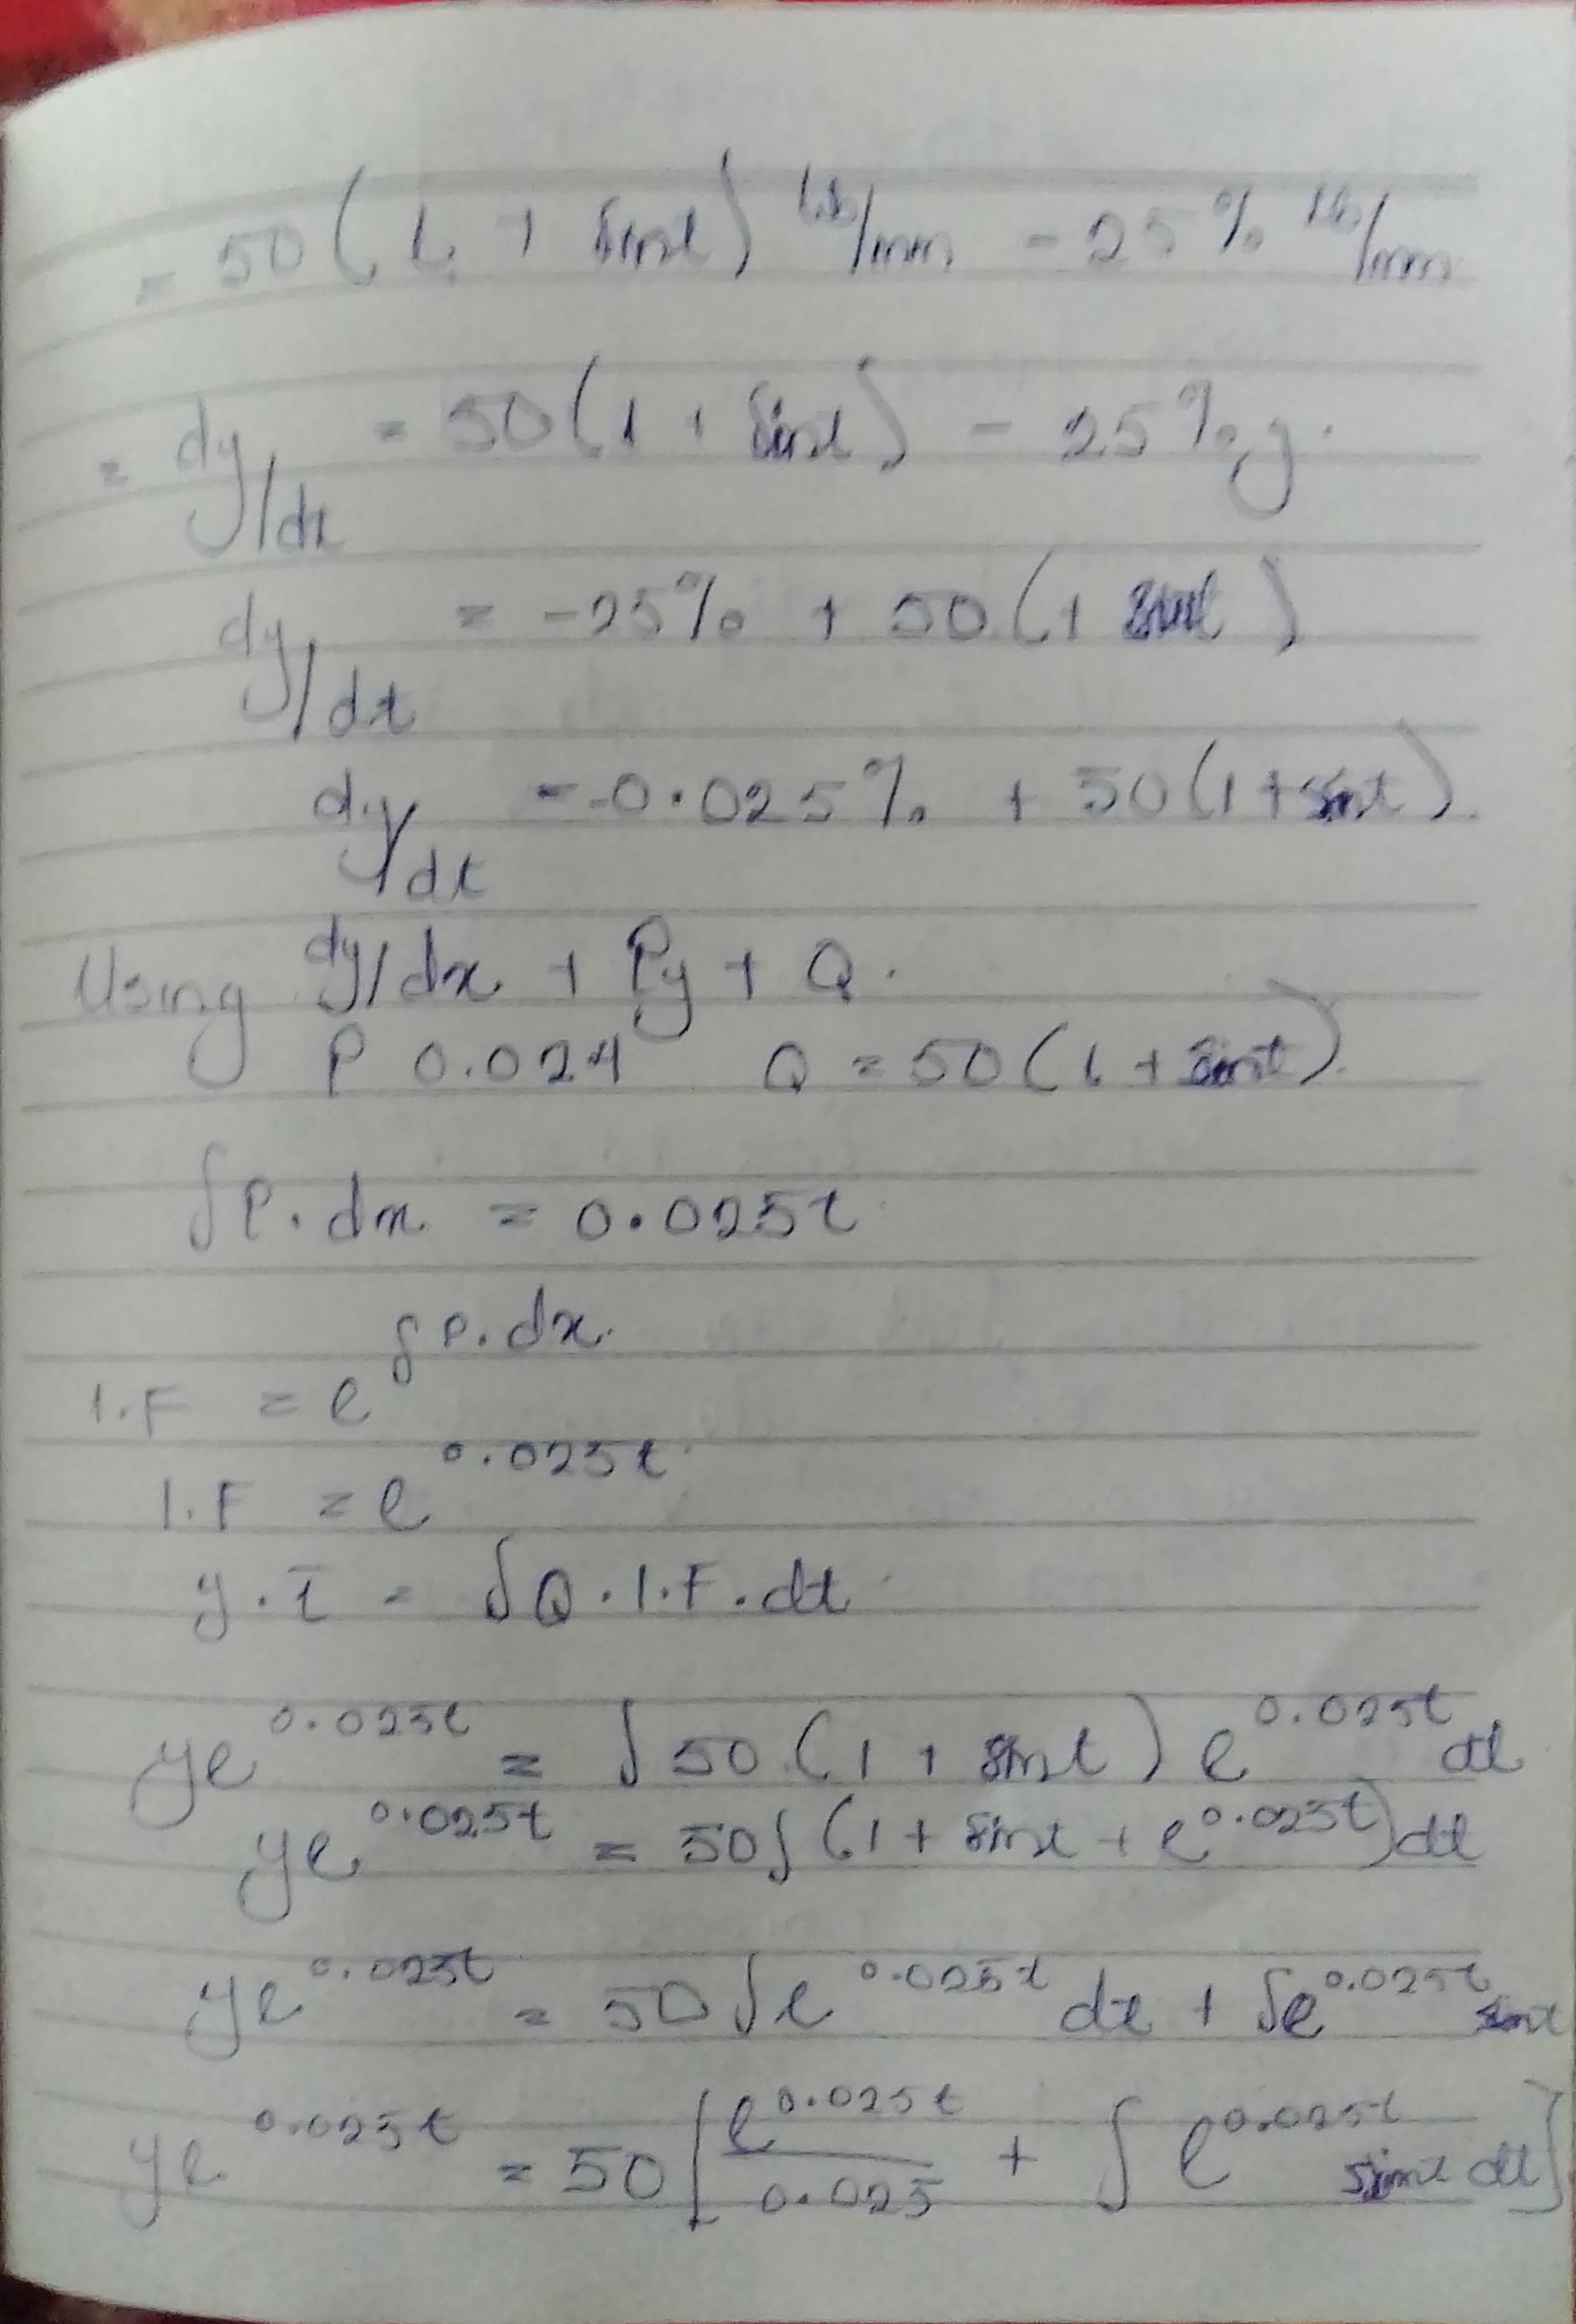 = 50 (1 + sint) Lb/min - 25% Lb/min
= dy/dt = 50(1 + sint) - 25%y.
dy/dt = -25% + 50(1 sint)
dy/dt = -0.025% + 50(1+sint).
Using dy/dx + Py + Q.
P 0.024 Q = 50(1 + sint).
∫P.dx = 0.025t
I.F = e^∫P.dx.
I.F = e^0.025t
y.I = ∫Q.I.F.dt
ye^0.025t = ∫50(1 + sint) e^0.025t dt
ye^0.025t = 50∫(1 + sint + e^0.025t)dt
ye^0.025t = 50∫e^0.025t dt + ∫e^0.025t sint
ye^0.025t = 50[e^0.025t/0.025 + ∫e^0.025t sint dt]